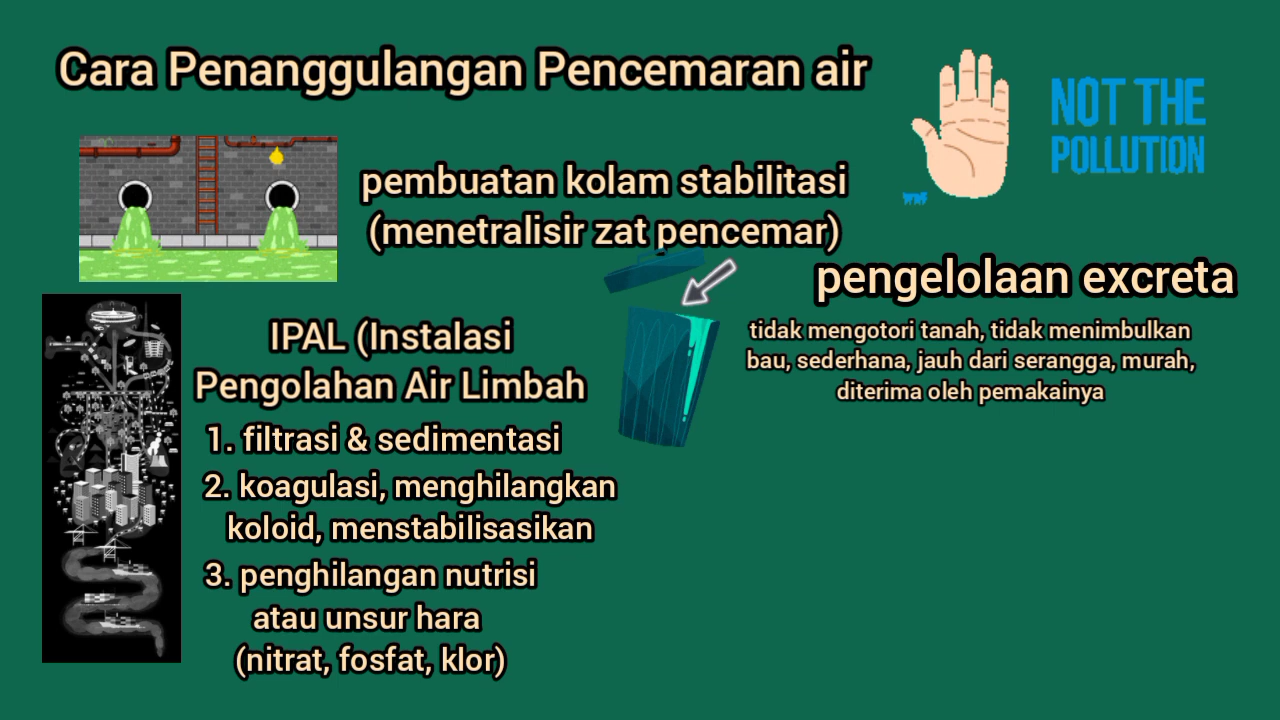 Cara Penanggulangan Pencemaran air
NOT THE
POLLUTION
wwf
pembuatan kolam stabilitasi
(menetralisir zat pencemar)
pengelolaan excreta
tidak mengotori tanah, tidak menimbulkan
bau, sederhana, jauh dari serangga, murah,
diterima oleh pemakainya
IPAL (Instalasi
Pengolahan Air Limbah
1. filtrasi & sedimentasi
2. koagulasi, menghilangkan
koloid, menstabilisasikan
3. penghilangan nutrisi
atau unsur hara
(nitrat, fosfat, klor)